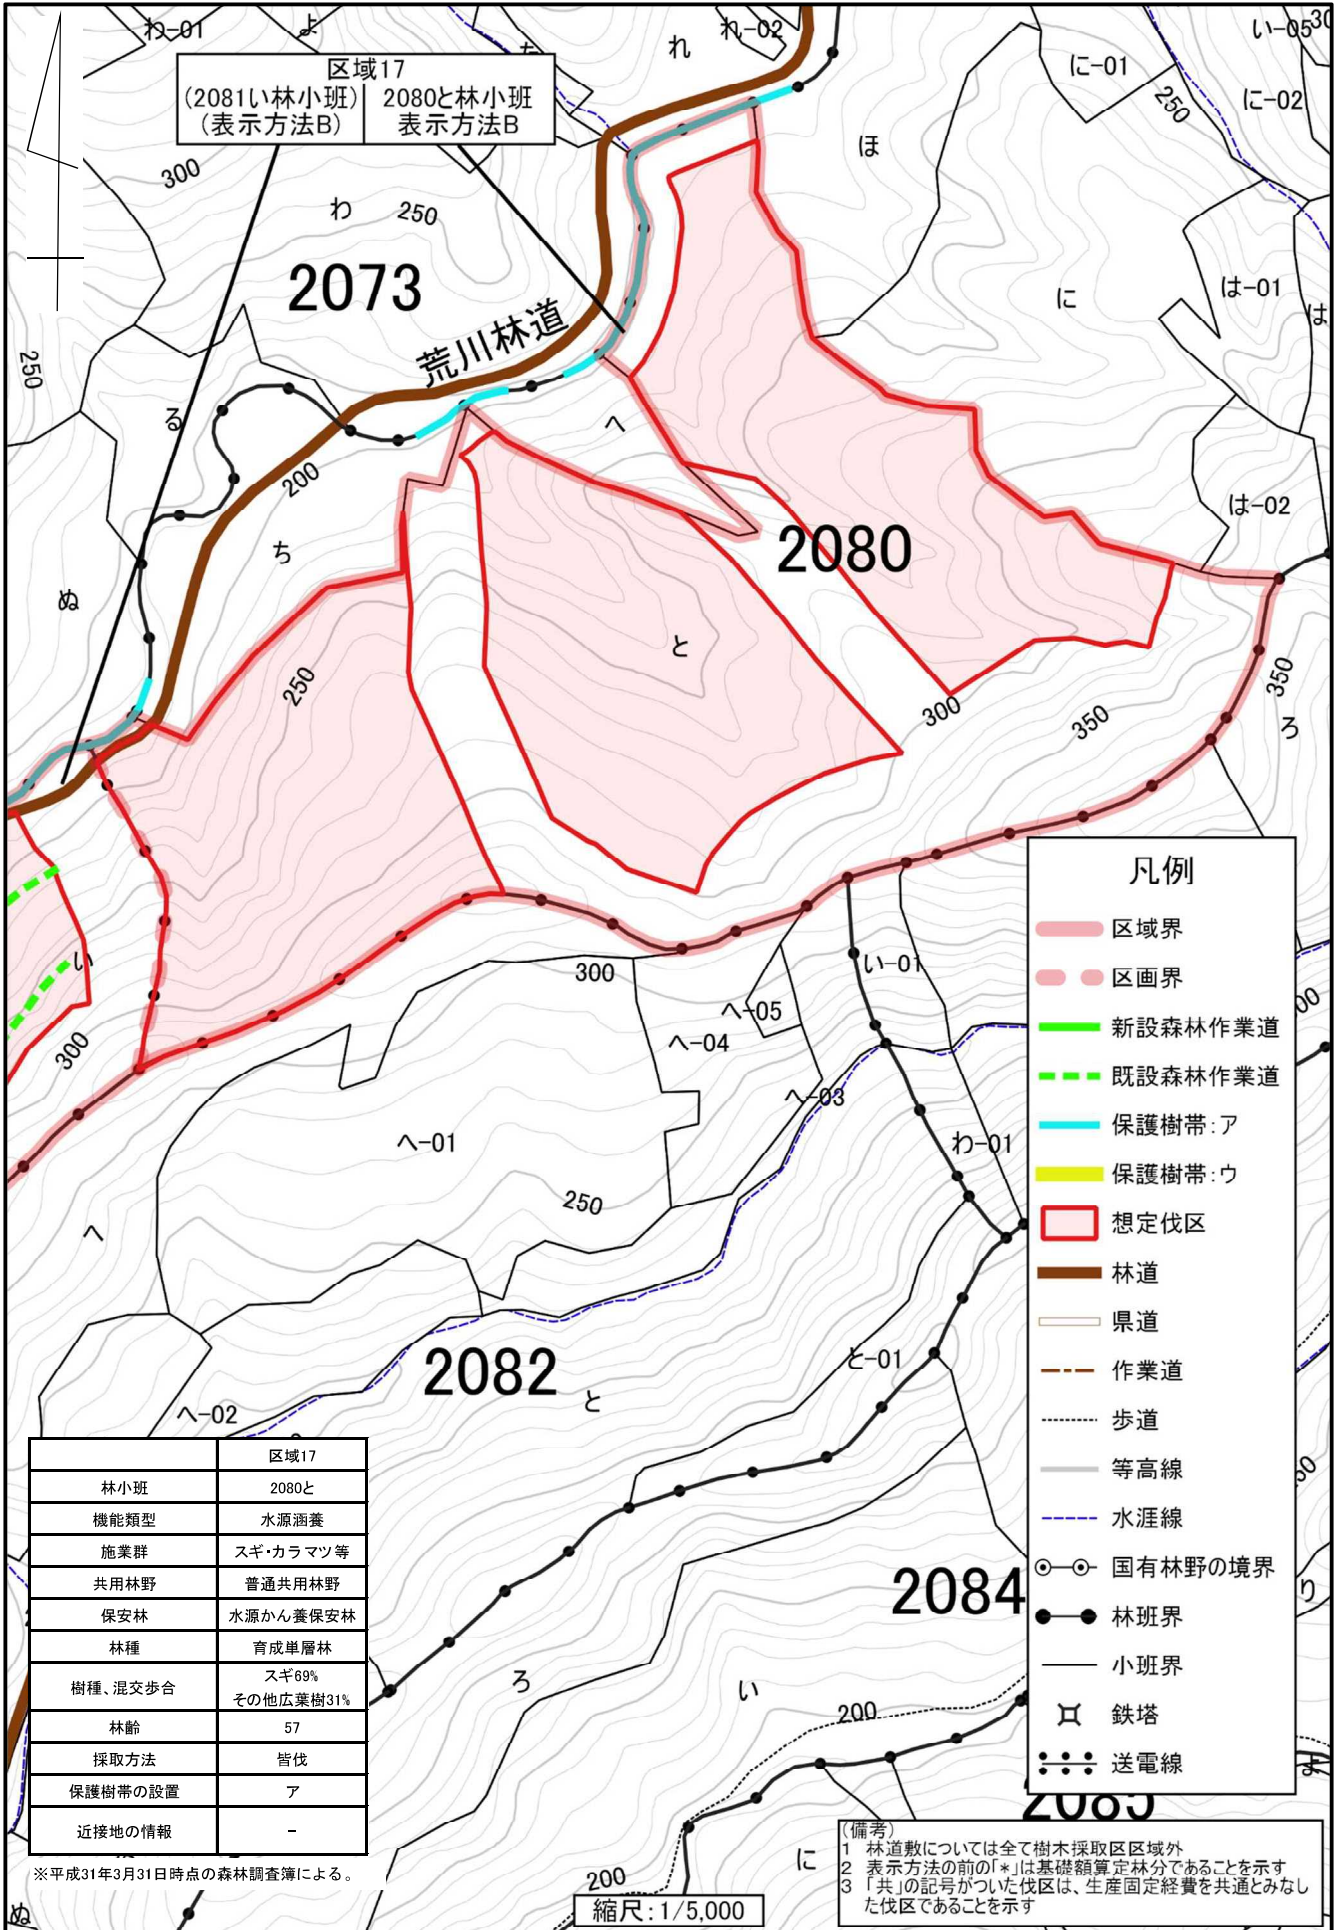 わ-01
よ
れ
れ-02
い-05
に-01
に-02
250
区域17
(2081い林小班)
(表示方法B)
2080と林小班
表示方法B
300
わ
250
ほ
2073
荒川林道
に
は-01
は
250
る
へ
200
は-02
ち
2080
ぬ
と
250
300
350
350
ろ
い
300
300
い-01
へ-05
へ-04
へ-03
へ-01
わ-01
250
へ
2082
と
と-01
へ-02
2084
り
ろ
い
200
2085
よ
に
200
ぬ
凡例
区域界
区画界
新設森林作業道
既設森林作業道
保護樹帯:ア
保護樹帯:ウ
想定伐区
林道
県道
作業道
歩道
等高線
水涯線
国有林野の境界
林班界
小班界
鉄塔
送電線
区域17
林小班 2080と
機能類型 水源涵養
施業群 スギ・カラマツ等
共用林野 普通共用林野
保安林 水源かん養保安林
林種 育成単層林
樹種、混交歩合 スギ69%
その他広葉樹31%
林齢 57
採取方法 皆伐
保護樹帯の設置 ア
近接地の情報 -
※平成31年3月31日時点の森林調査簿による。
縮尺:1/5,000
(備考)
1 林道敷については全て樹木採取区区域外
2 表示方法の前の「*」は基礎額算定林分であることを示す
3 「共」の記号がついた伐区は、生産固定経費を共通とみなし
た伐区であることを示す